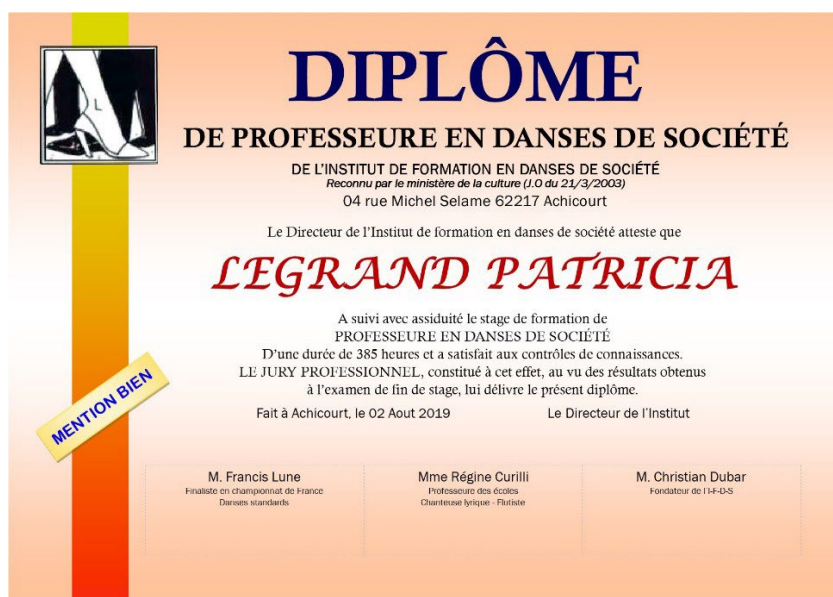 DIPLÔME
DE PROFESSEURE EN DANSES DE SOCIÉTÉ
DE L'INSTITUT DE FORMATION EN DANSES DE SOCIÉTÉ
Reconnu par le ministère de la culture (J.O du 21/3/2003)
04 rue Michel Selame 62217 Achicourt
Le Directeur de l'Institut de formation en danses de société atteste que
LEGRAND PATRICIA
A suivi avec assiduité le stage de formation de
PROFESSEURE EN DANSES DE SOCIÉTÉ
D'une durée de 385 heures et a satisfait aux contrôles de connaissances.
LE JURY PROFESSIONNEL, constitué à cet effet, au vu des résultats obtenus
à l'examen de fin de stage, lui délivre le présent diplôme.
MENTION BIEN
Fait à Achicourt, le 02 Aout 2019 Le Directeur de l'Institut
M. Francis Lune
Finaliste en championnat de France
Danses standards
Mme Régine Curilli
Professeure des écoles
Chanteuse lyrique - Flutiste
M. Christian Dubar
Fondateur de l'I-F-D-S